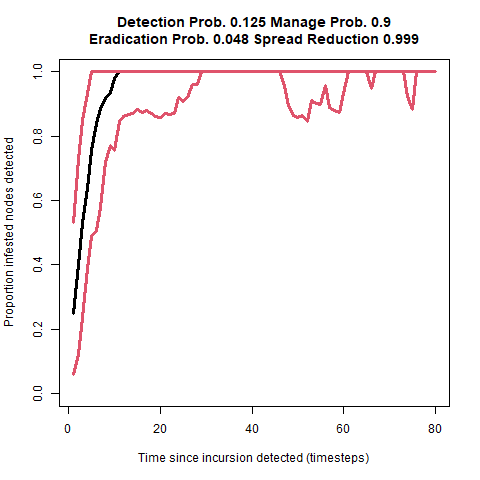 Detection Prob. 0.125 Manage Prob. 0.9
Eradication Prob. 0.048 Spread Reduction 0.999
Proportion infested nodes detected
1.0
0.8
0.6
0.4
0.2
0.0
0 20 40 60 80
Time since incursion detected (timesteps)